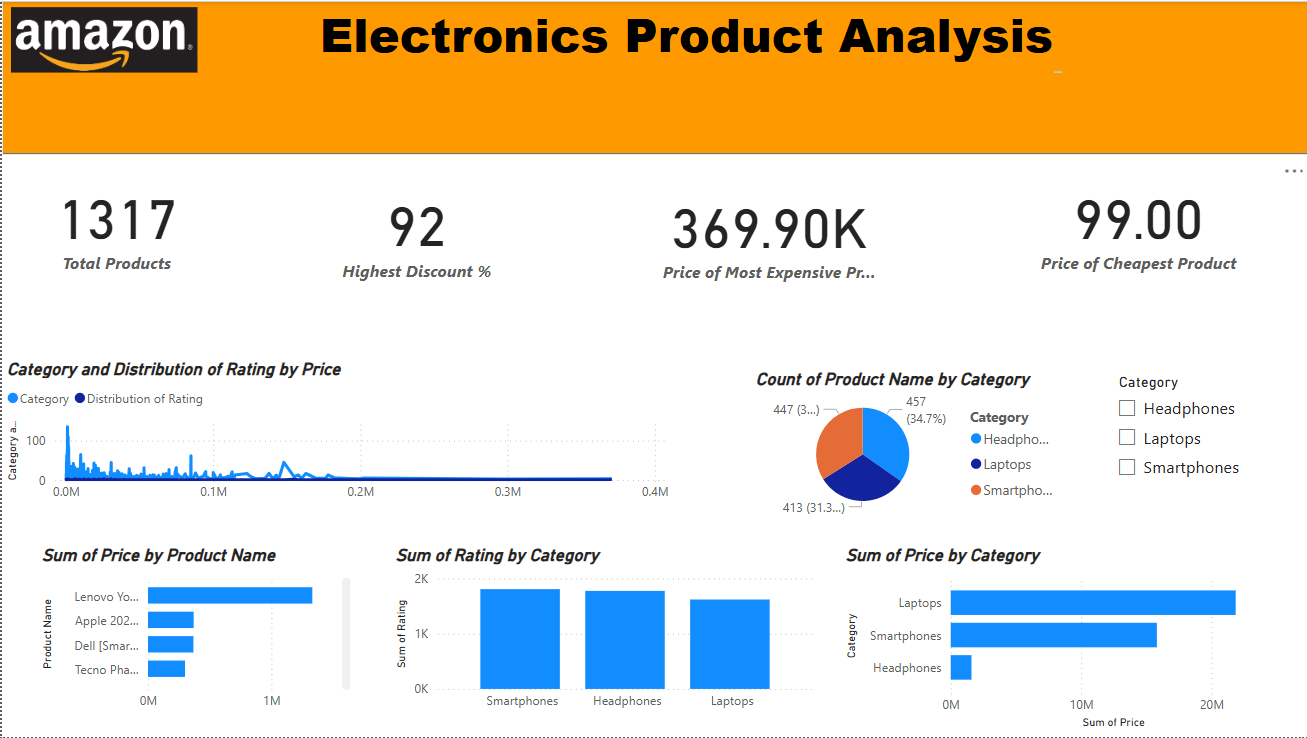 amazon
Electronics Product Analysis
1317
Total Products
92
Highest Discount %
369.90K
Price of Most Expensive Pr...
99.00
Price of Cheapest Product
Category and Distribution of Rating by Price
Category
Distribution of Rating
Category a...
100
0
0.0M
0.1M
0.2M
0.3M
0.4M
Count of Product Name by Category
447 (3...)
457
(34.7%)
413 (31.3...)
Category
Headpho...
Laptops
Smartpho...
Category
Headphones
Laptops
Smartphones
Sum of Price by Product Name
Product Name
Lenovo Yo...
Apple 202...
Dell [Smar...
Tecno Pha...
0M
1M
Sum of Rating by Category
Sum of Rating
2K
1K
0K
Smartphones
Headphones
Laptops
Sum of Price by Category
Category
Laptops
Smartphones
Headphones
0M
10M
20M
Sum of Price